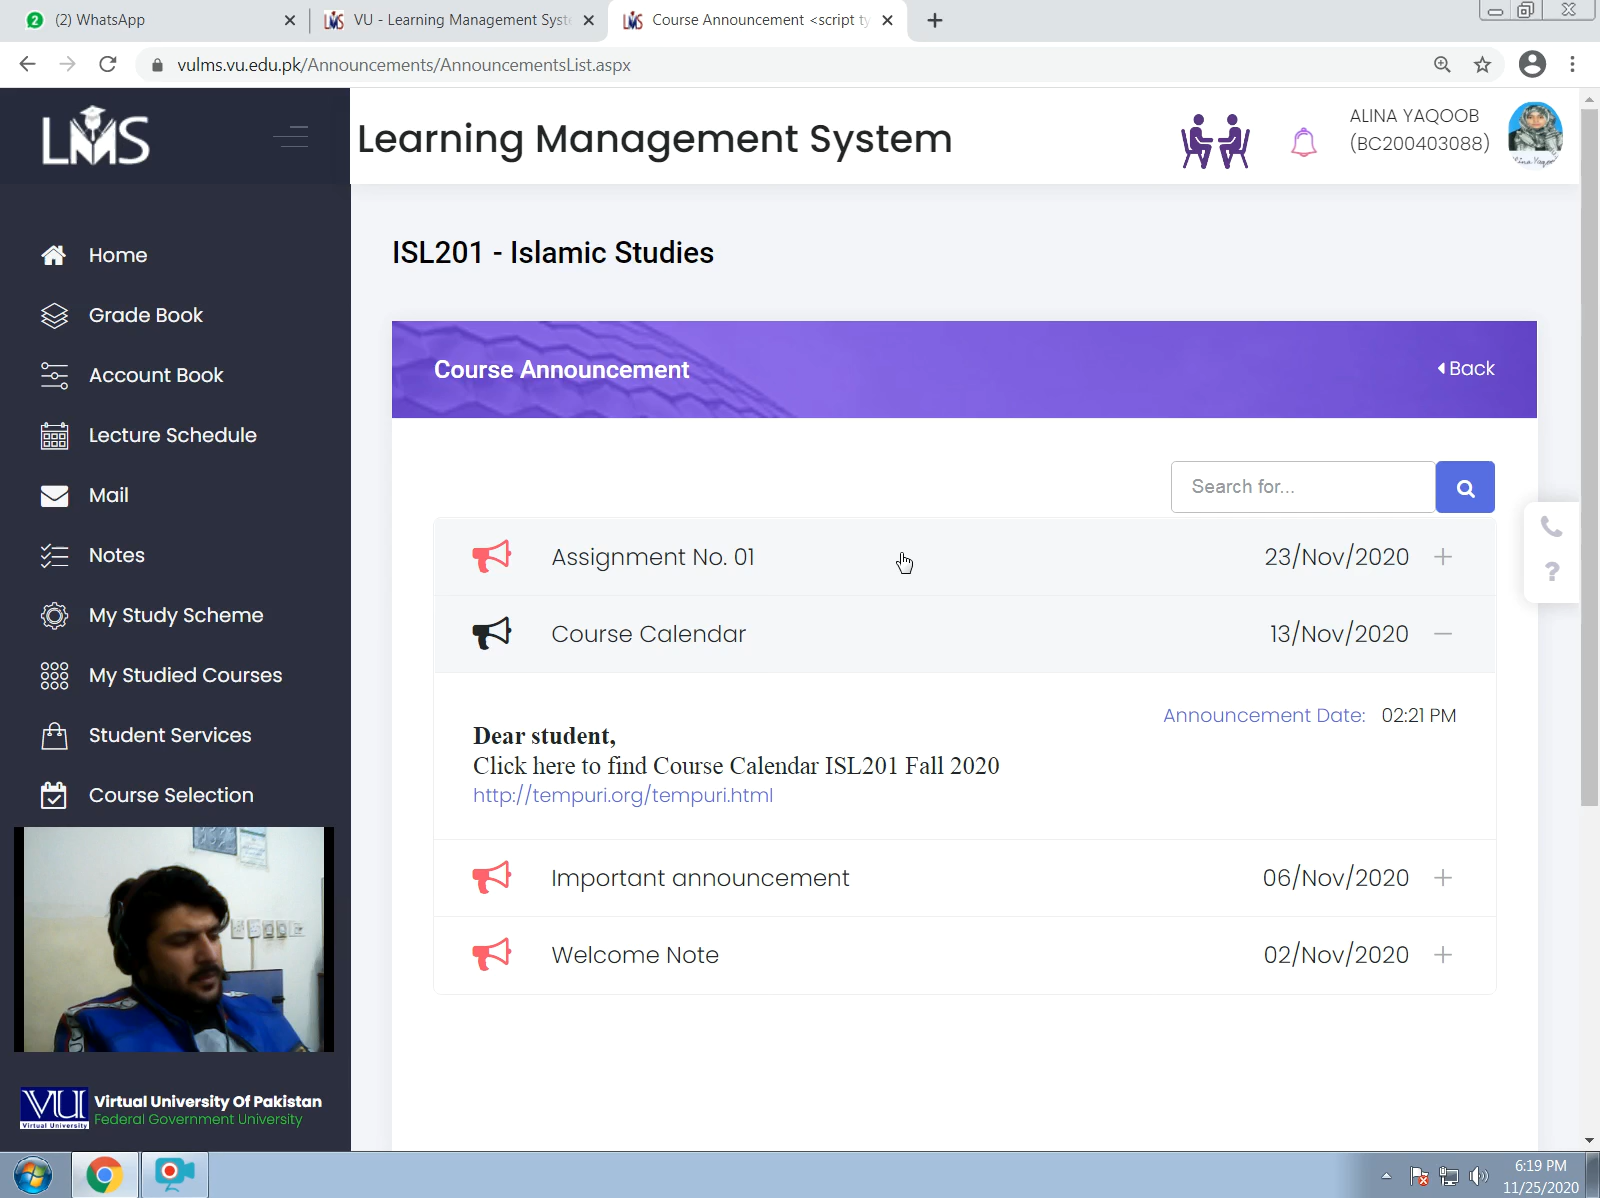 (2) WhatsApp
VU - Learning Management Syst
Course Announcement <script ty
vulms.vu.edu.pk/Announcements/AnnouncementsList.aspx
LMS
Learning Management System
ALINA YAQOOB
(BC200403088)
Home
Grade Book
Account Book
Lecture Schedule
Mail
Notes
My Study Scheme
My Studied Courses
Student Services
Course Selection
ISL201 - Islamic Studies
Course Announcement
Back
Search for...
Assignment No. 01 23/Nov/2020
Course Calendar 13/Nov/2020
Announcement Date: 02:21 PM
Dear student,
Click here to find Course Calendar ISL201 Fall 2020
http://tempuri.org/tempuri.html
Important announcement 06/Nov/2020
Welcome Note 02/Nov/2020
VU
Virtual University
Virtual University Of Pakistan
Federal Government University
6:19 PM
11/25/2020